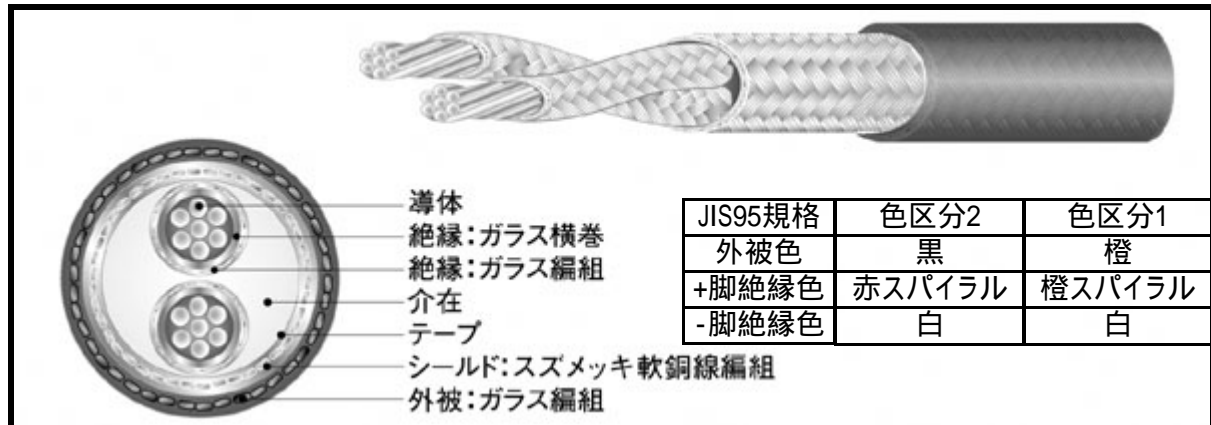 導体
絶縁：ガラス横巻
絶縁：ガラス編組
介在
テープ
シールド：スズメッキ軟銅線編組
外被：ガラス編組
JIS95規格 色区分2 色区分1
外被色 黒 橙
+脚絶縁色 赤スパイラル 橙スパイラル
-脚絶縁色 白 白